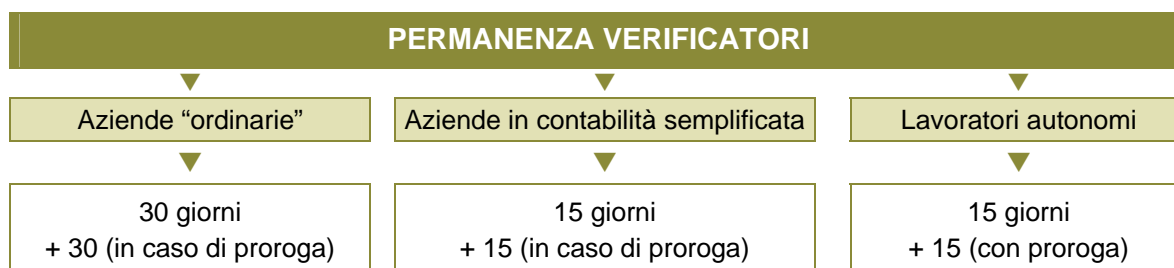 PERMANENZA VERIFICATORI
Aziende “ordinarie”
Aziende in contabilità semplificata
Lavoratori autonomi
30 giorni
+ 30 (in caso di proroga)
15 giorni
+ 15 (in caso di proroga)
15 giorni
+ 15 (con proroga)